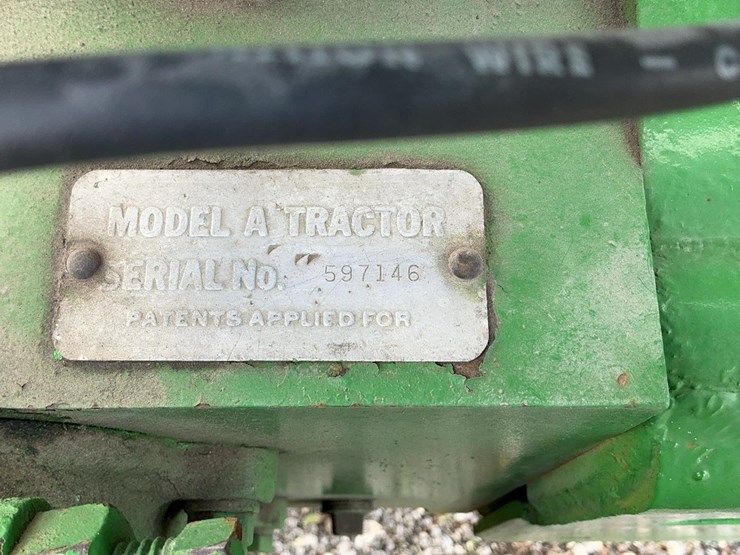 WIRE - C
MODEL A TRACTOR
SERIAL NO. 597146
PATENTS APPLIED FOR